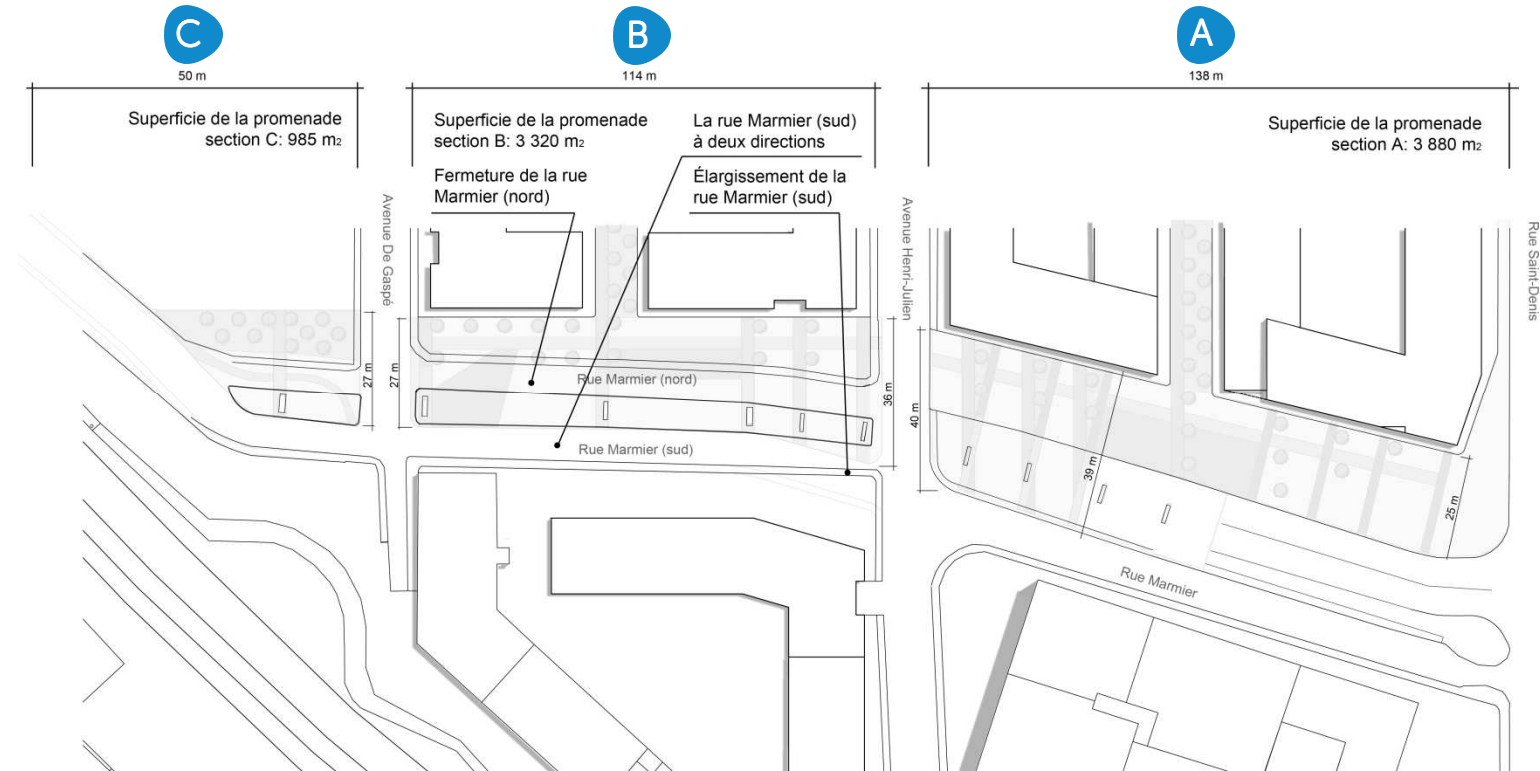 C
B
A
50 m
114 m
138 m
Superficie de la promenade
section C: 985 m2
Superficie de la promenade
section B: 3 320 m2
La rue Marmier (sud)
à deux directions
Superficie de la promenade
section A: 3 880 m2
Fermeture de la rue
Marmier (nord)
Élargissement de la
rue Marmier (sud)
Avenue De Gaspé
Avenue Henri-Julien
Rue Saint-Denis
27 m
27 m
Rue Marmier (nord)
36 m
40 m
Rue Marmier (sud)
39 m
25 m
Rue Marmier